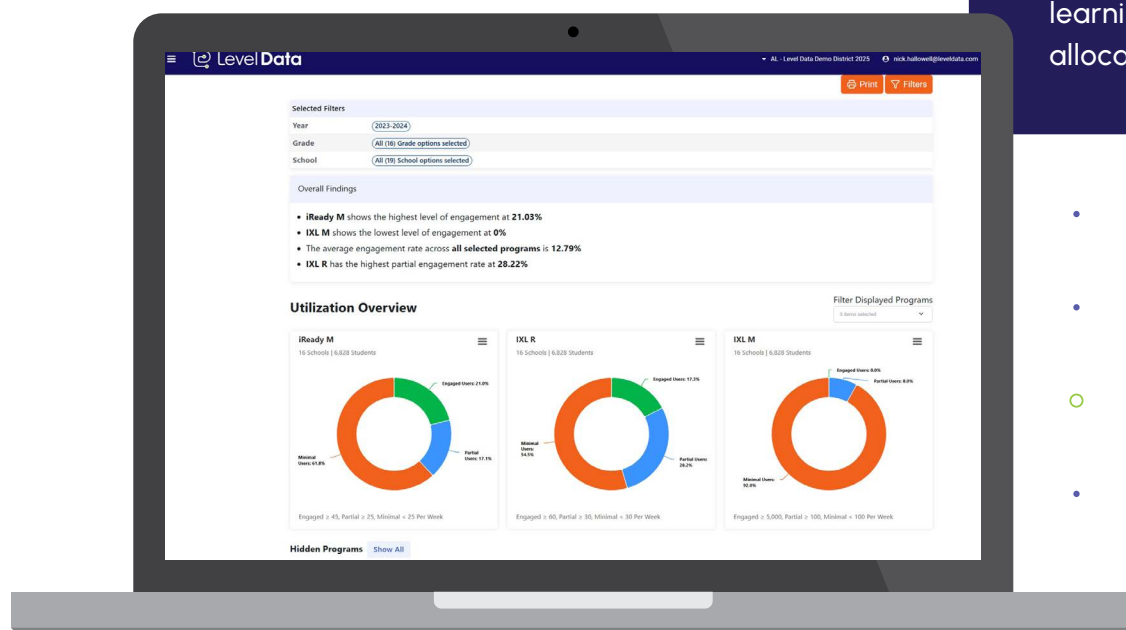 learni
alloca
Level Data
AL - Level Data Demo District 2025
nick.hallowell@leveldata.com
Print
Filters
Selected Filters
Year (2023-2024)
Grade All (16) Grade options selected
School All (19) School options selected
Overall Findings
• iReady M shows the highest level of engagement at 21.03%
• IXL M shows the lowest level of engagement at 0%
• The average engagement rate across all selected programs is 12.79%
• IXL R has the highest partial engagement rate at 28.22%
Utilization Overview
Filter Displayed Programs
3 items selected
iReady M
16 Schools | 6,828 Students
Engaged Users: 21.0%
Partial
Users: 17.1%
Minimal
Users: 61.8%
Engaged ≥ 45, Partial ≥ 25, Minimal < 25 Per Week
IXL R
16 Schools | 6,828 Students
Engaged Users: 17.3%
Minimal
Users:
54.5%
Partial Users:
28.2%
Engaged ≥ 60, Partial ≥ 30, Minimal < 30 Per Week
IXL M
16 Schools | 6,828 Students
Engaged Users: 0.0%
Partial Users: 8.0%
Minimal Users:
92.0%
Engaged ≥ 5,000, Partial ≥ 100, Minimal < 100 Per Week
Hidden Programs
Show All